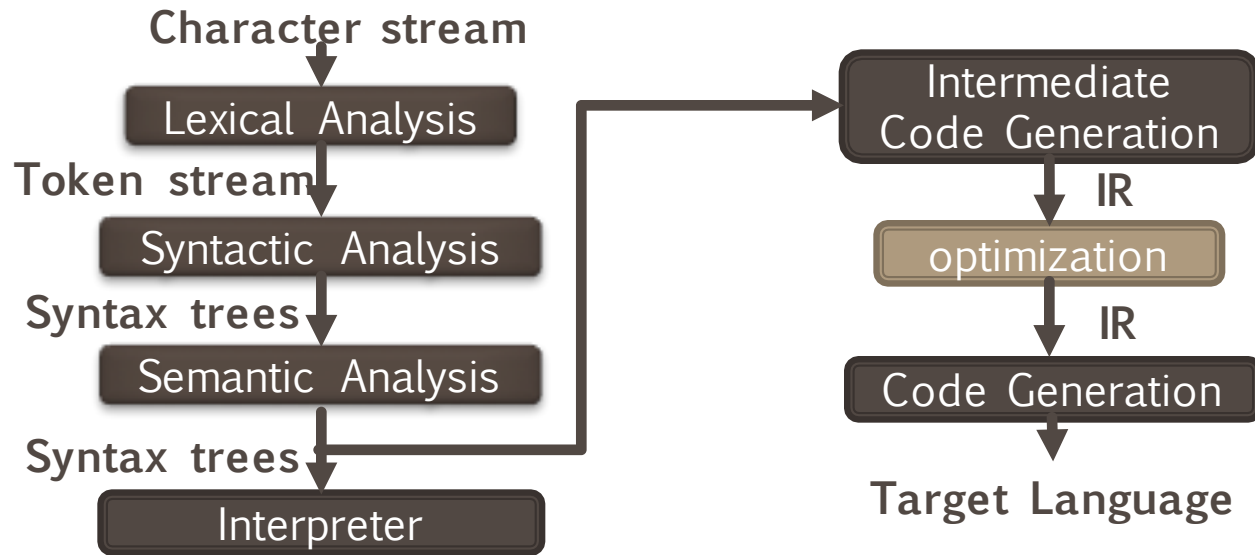 Character stream
Lexical Analysis
Token stream
Syntactic Analysis
Syntax trees
Semantic Analysis
Syntax trees
Interpreter
Intermediate
Code Generation
IR
optimization
IR
Code Generation
Target Language